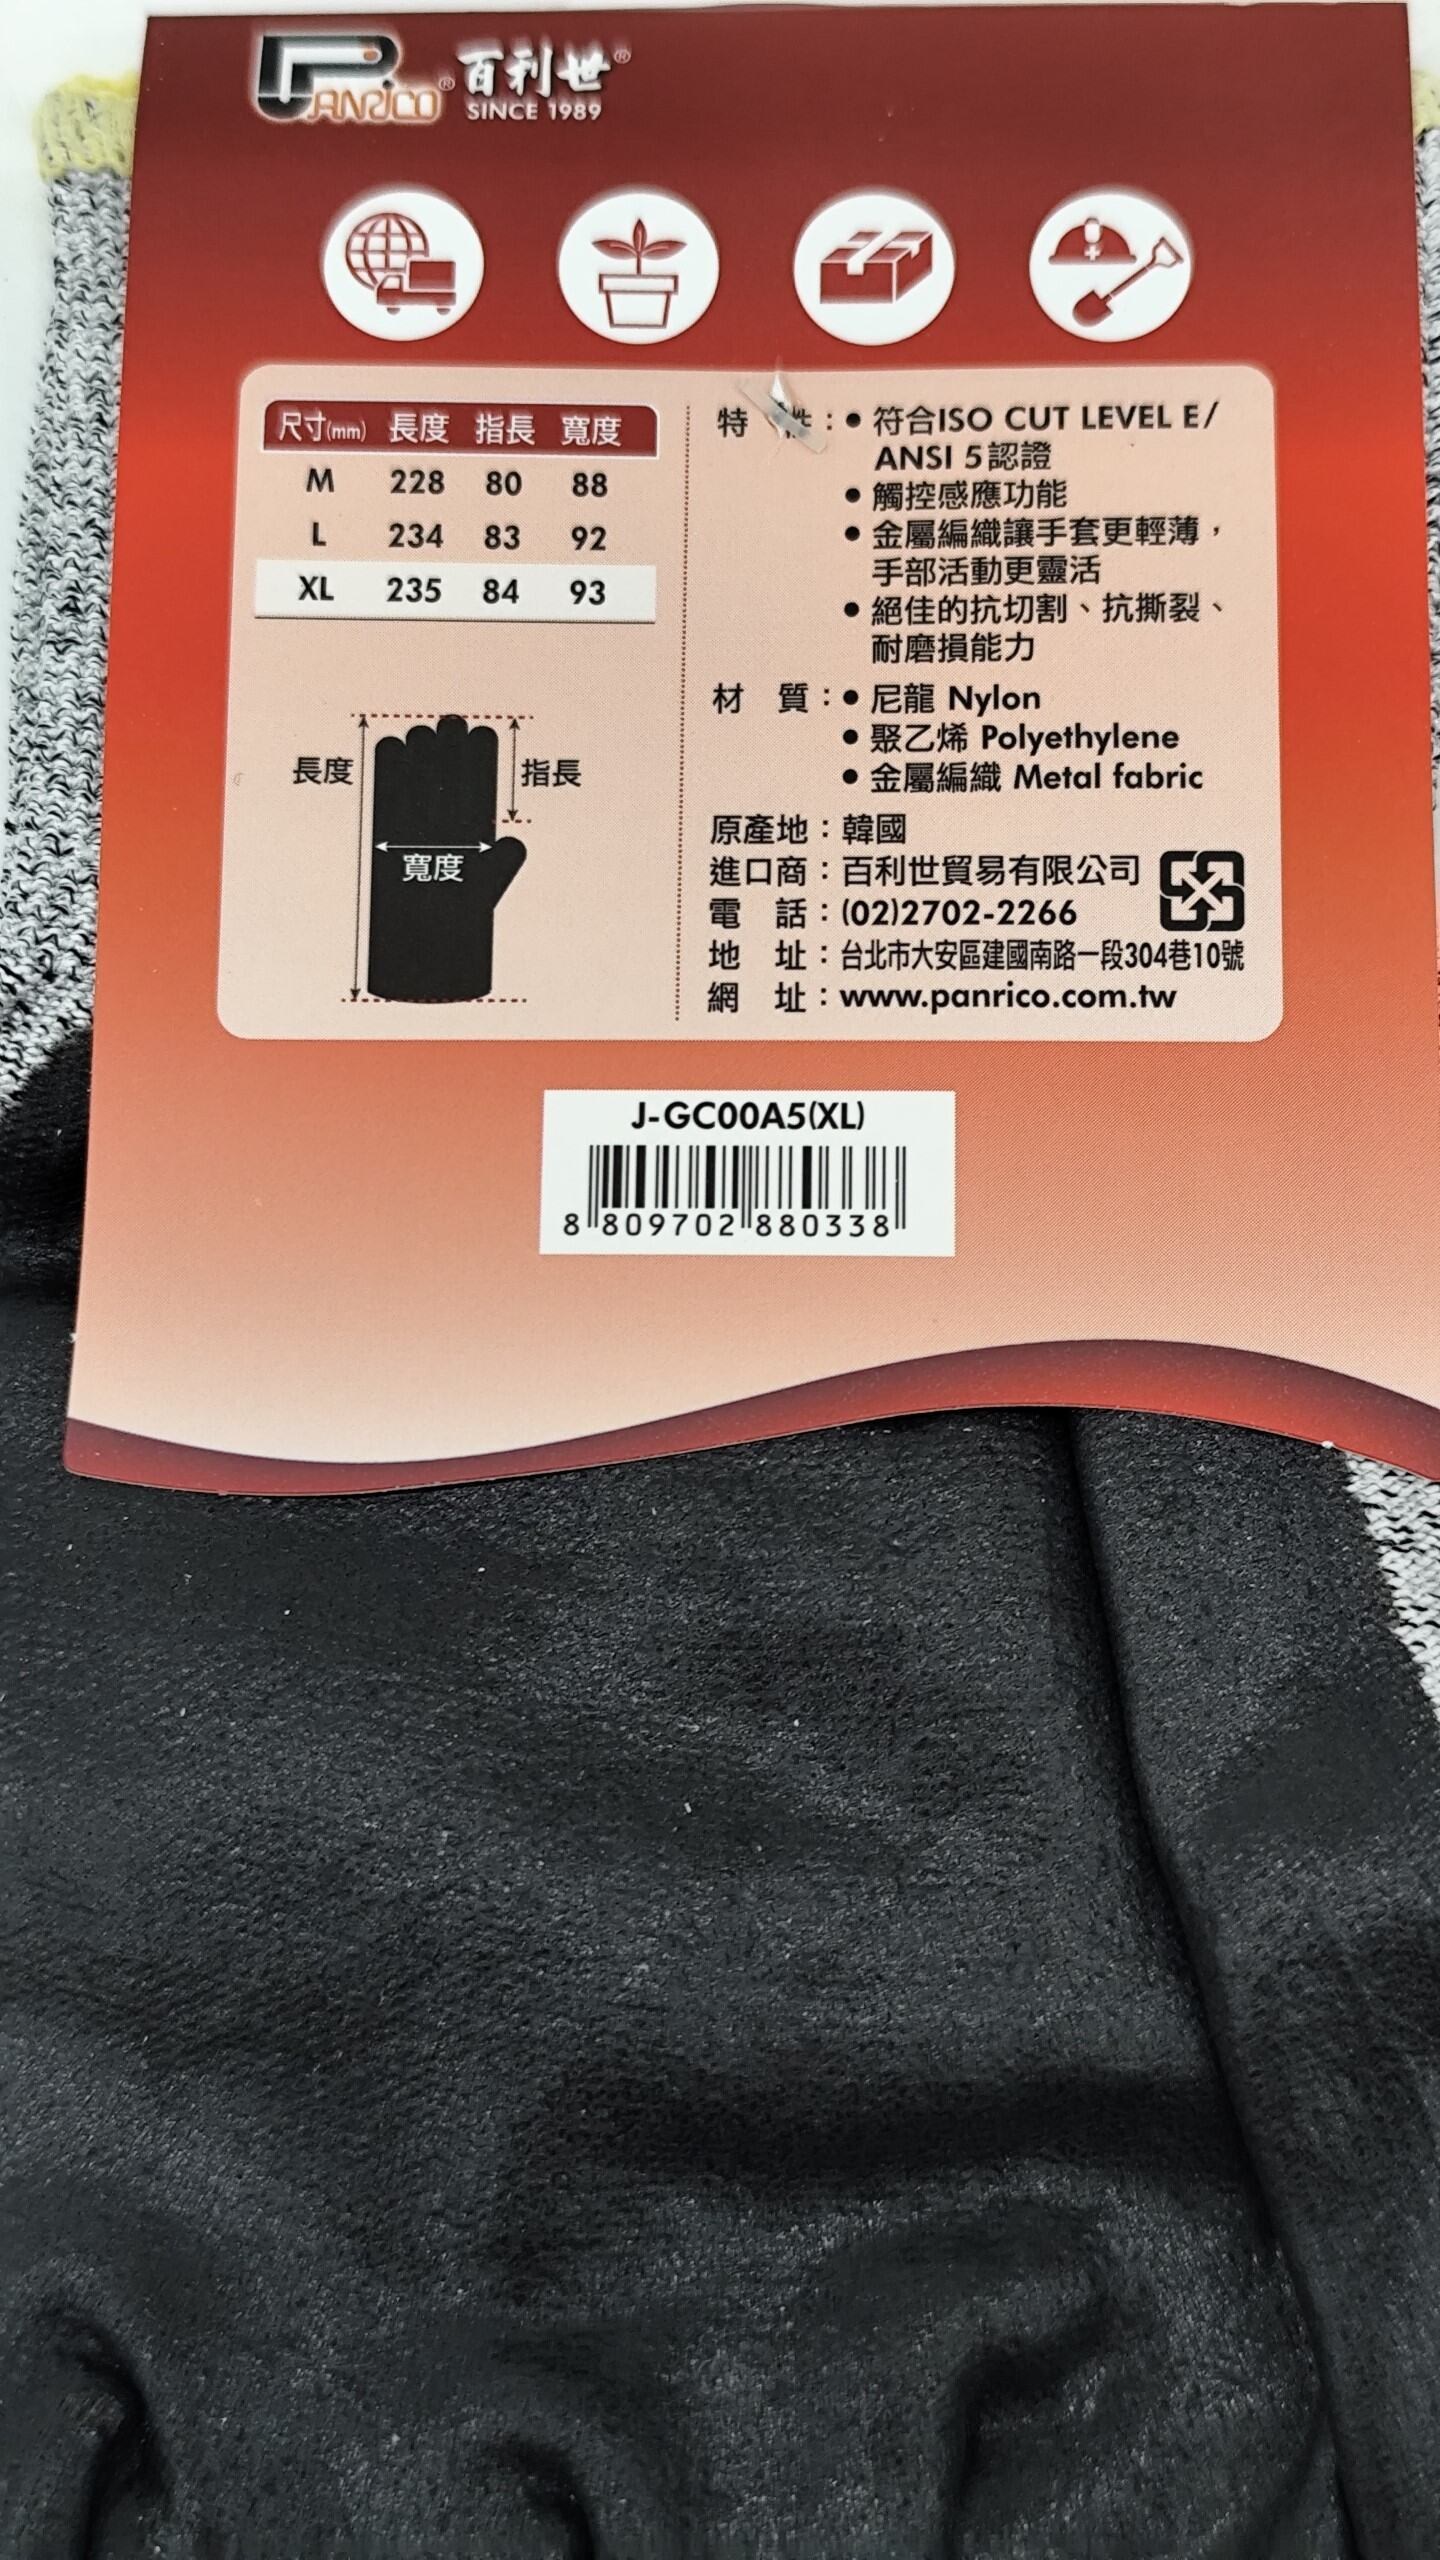 PANRICO® 百利世®
SINCE 1989
尺寸(mm) 長度 指長 寬度
M 228 80 88
L 234 83 92
XL 235 84 93
長度
指長
寬度
特 性：● 符合ISO CUT LEVEL E/
ANSI 5認證
● 觸控感應功能
● 金屬編織讓手套更輕薄，
手部活動更靈活
● 絕佳的抗切割、抗撕裂、
耐磨損能力
材 質：● 尼龍 Nylon
● 聚乙烯 Polyethylene
● 金屬編織 Metal fabric
原產地：韓國
進口商：百利世貿易有限公司
電 話：(02)2702-2266
地 址：台北市大安區建國南路一段304巷10號
網 址：www.panrico.com.tw
J-GC00A5(XL)
8 809702 880338